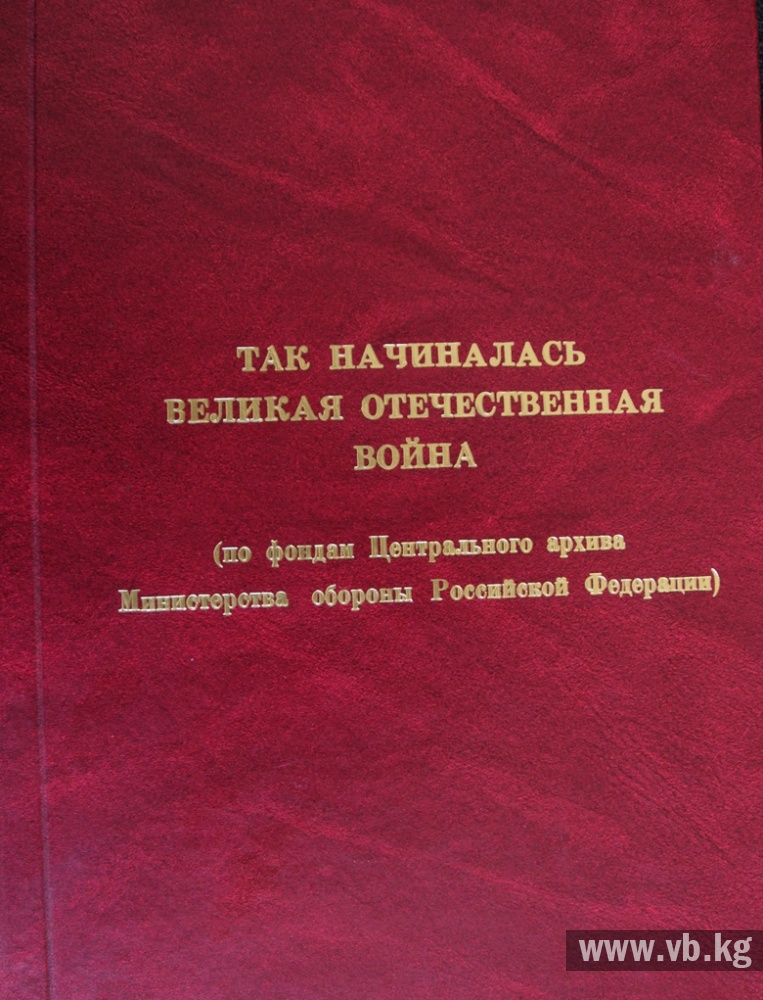 ТАК НАЧИНАЛАСЬ
ВЕЛИКАЯ ОТЕЧЕСТВЕННАЯ
ВОЙНА
(по фондам Центрального архива
Министерства обороны Российской Федерации)
www.vb.kg